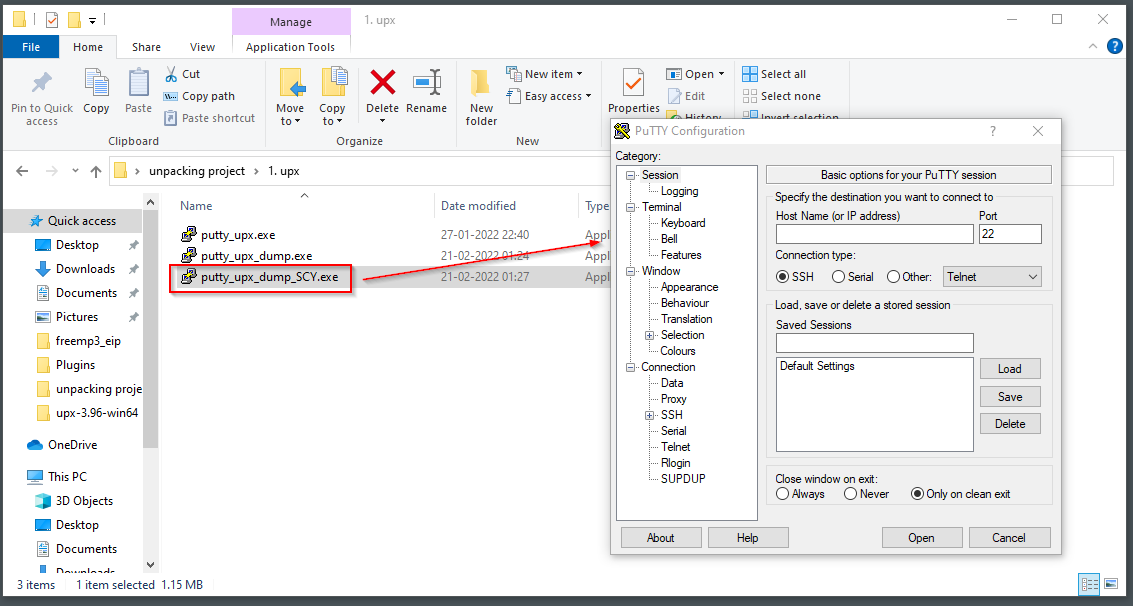 Manage
1. upx
File
Home
Share
View
Application Tools
Pin to Quick access
Copy
Paste
Cut
Copy path
Paste shortcut
Clipboard
Move to
Copy to
Delete
Rename
Organize
New folder
New item
Easy access
New
Properties
Open
Edit
History
Select all
Select none
Invert selection
unpacking project
1. upx
Name
Date modified
Type
putty_upx.exe
27-01-2022 22:40
Appl
putty_upx_dump.exe
21-02-2022 01:24
Appl
putty_upx_dump_SCY.exe
21-02-2022 01:27
Appl
Quick access
Desktop
Downloads
Documents
Pictures
freemp3_eip
Plugins
unpacking proje
upx-3.96-win64
OneDrive
This PC
3D Objects
Desktop
Documents
Downloads
3 items
1 item selected
1.15 MB
PuTTY Configuration
?
Category:
Session
Logging
Terminal
Keyboard
Bell
Features
Window
Appearance
Behaviour
Translation
Selection
Colours
Connection
Data
Proxy
SSH
Serial
Telnet
Rlogin
SUPDUP
Basic options for your PuTTY session
Specify the destination you want to connect to
Host Name (or IP address)
Port
22
Connection type:
SSH
Serial
Other:
Telnet
Load, save or delete a stored session
Saved Sessions
Default Settings
Load
Save
Delete
Close window on exit:
Always
Never
Only on clean exit
About
Help
Open
Cancel